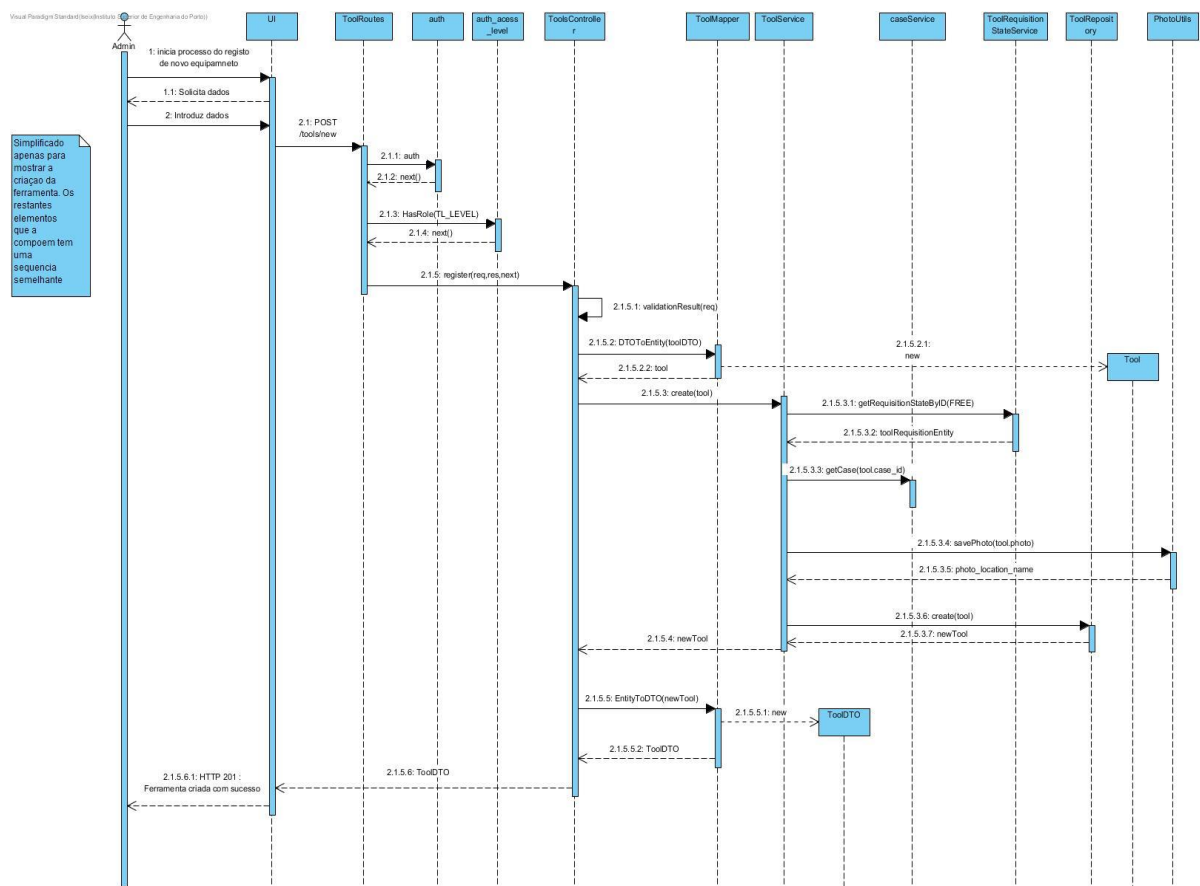 Visual Paradigm Standard(keix(Instituto Superior de Engenharia do Porto))
Admin
UI
ToolRoutes
auth
auth_acess
_level
ToolsControlle
r
ToolMapper
ToolService
caseService
ToolRequisition
StateService
ToolReposit
ory
PhotoUtils
1: inicia processo do registo
de novo equipamneto
1.1: Solicita dados
2: Introduz dados
Simplificado
apenas para
mostrar a
criaçao da
ferramenta. Os
restantes
elementos
que a
compoem tem
uma
sequencia
semelhante
2.1: POST
/tools/new
2.1.1: auth
2.1.2: next()
2.1.3: HasRole(TL_LEVEL)
2.1.4: next()
2.1.5: register(req,res,next)
2.1.5.1: validationResult(req)
2.1.5.2: DTOToEntity(toolDTO)
2.1.5.2.1:
new
Tool
2.1.5.2.2: tool
2.1.5.3: create(tool)
2.1.5.3.1: getRequisitionStateByID(FREE)
2.1.5.3.2: toolRequisitionEntity
2.1.5.3.3: getCase(tool.case_id)
2.1.5.3.4: savePhoto(tool.photo)
2.1.5.3.5: photo_location_name
2.1.5.3.6: create(tool)
2.1.5.3.7: newTool
2.1.5.4: newTool
2.1.5.5: EntityToDTO(newTool)
2.1.5.5.1: new
ToolDTO
2.1.5.5.2: ToolDTO
2.1.5.6: ToolDTO
2.1.5.6.1: HTTP 201 :
Ferramenta criada com sucesso